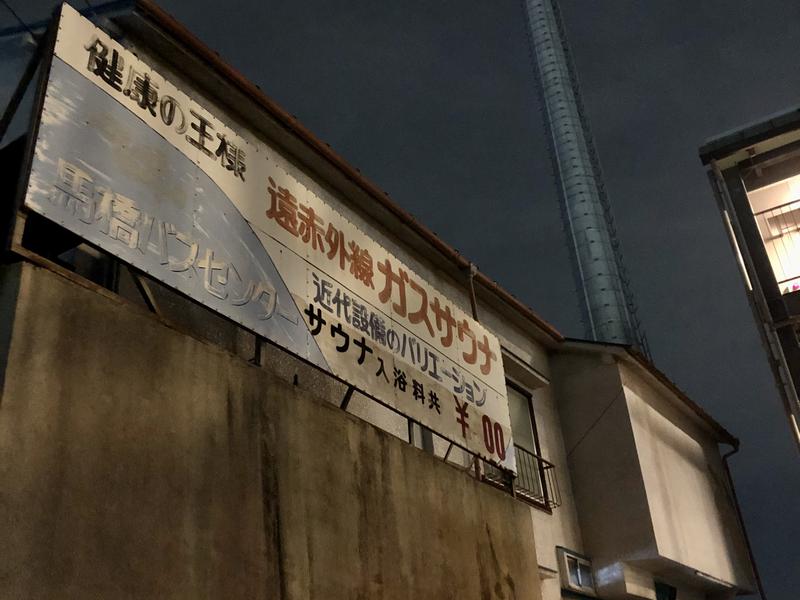 健康の王様
馬橋バスセンター
遠赤外線ガスサウナ
近代設備のバリエーション
サウナ入浴料共 ¥ 00